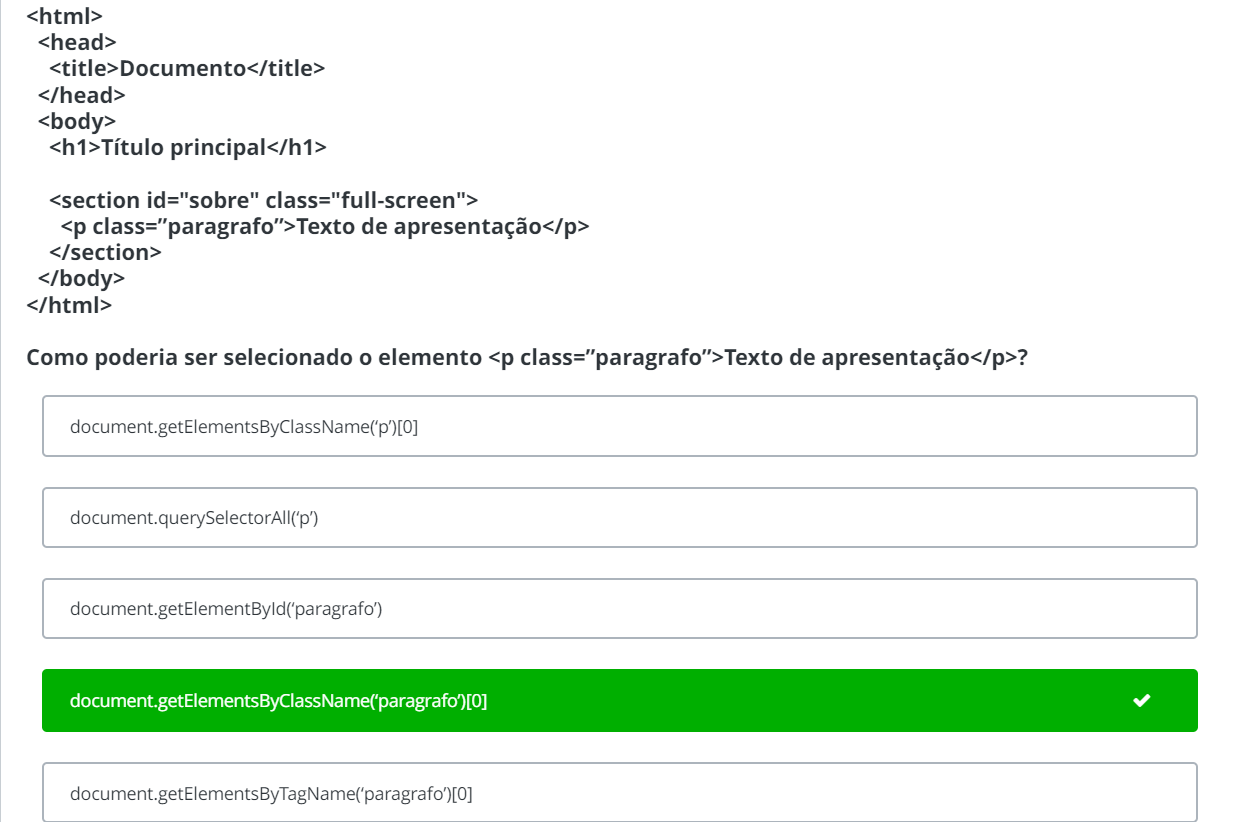 <html>
<head>
<title>Documento</title>
</head>
<body>
<h1>Título principal</h1>
<section id="sobre" class="full-screen">
<p class=”paragrafo”>Texto de apresentação</p>
</section>
</body>
</html>
Como poderia ser selecionado o elemento <p class=”paragrafo”>Texto de apresentação</p>?
document.getElementsByClassName(‘p’)[0]
document.querySelectorAll(‘p’)
document.getElementById(‘paragrafo’)
document.getElementsByClassName(‘paragrafo’)[0]
document.getElementsByTagName(‘paragrafo’)[0]